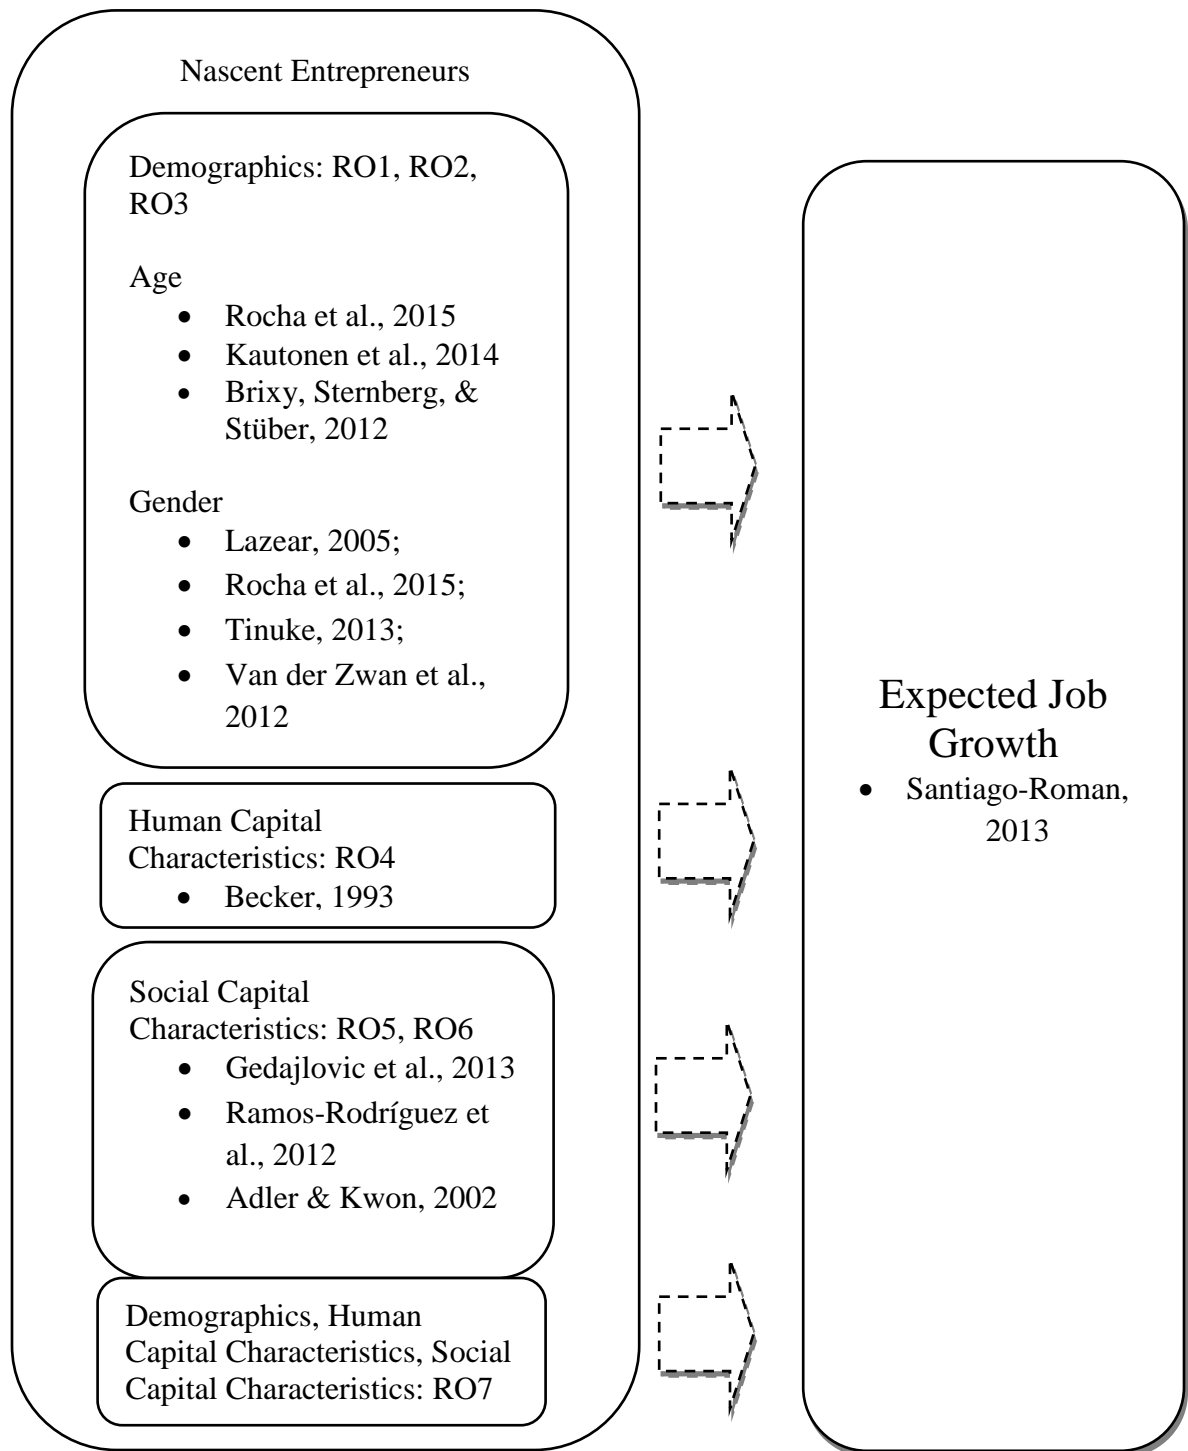 Nascent Entrepreneurs
Demographics: RO1, RO2,
RO3
Age
• Rocha et al., 2015
• Kautonen et al., 2014
• Brixy, Sternberg, &
Stüber, 2012
Gender
• Lazear, 2005;
• Rocha et al., 2015;
• Tinuke, 2013;
• Van der Zwan et al.,
2012
Human Capital
Characteristics: RO4
• Becker, 1993
Social Capital
Characteristics: RO5, RO6
• Gedajlovic et al., 2013
• Ramos-Rodríguez et
al., 2012
• Adler & Kwon, 2002
Demographics, Human
Capital Characteristics, Social
Capital Characteristics: RO7
Expected Job
Growth
• Santiago-Roman,
2013